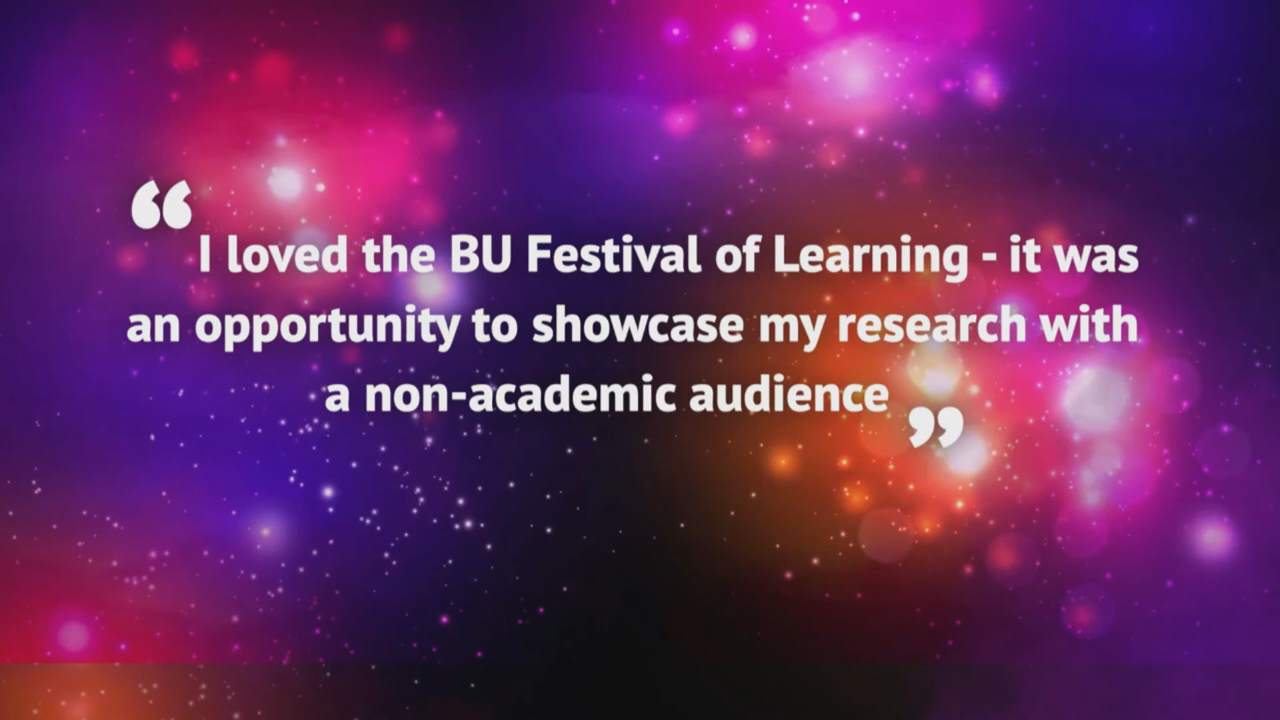 “I loved the BU Festival of Learning - it was
an opportunity to showcase my research with
a non-academic audience”